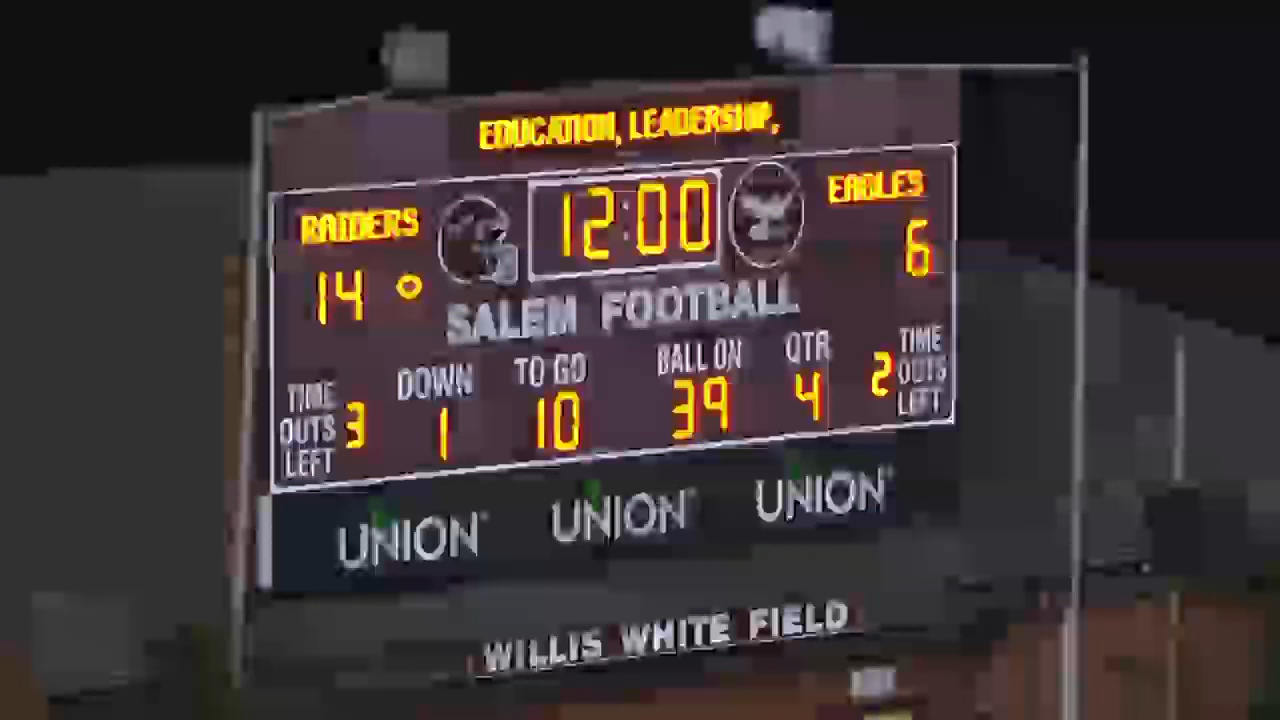 EDUCATION, LEADERSHIP,
RAIDERS 12:00 EAGLES
14 6
SALEM FOOTBALL
TIME OUTS LEFT 3
DOWN 1
TO GO 10
BALL ON 39
QTR 4
2 TIME OUTS LEFT
UNION UNION UNION
WILLIS WHITE FIELD